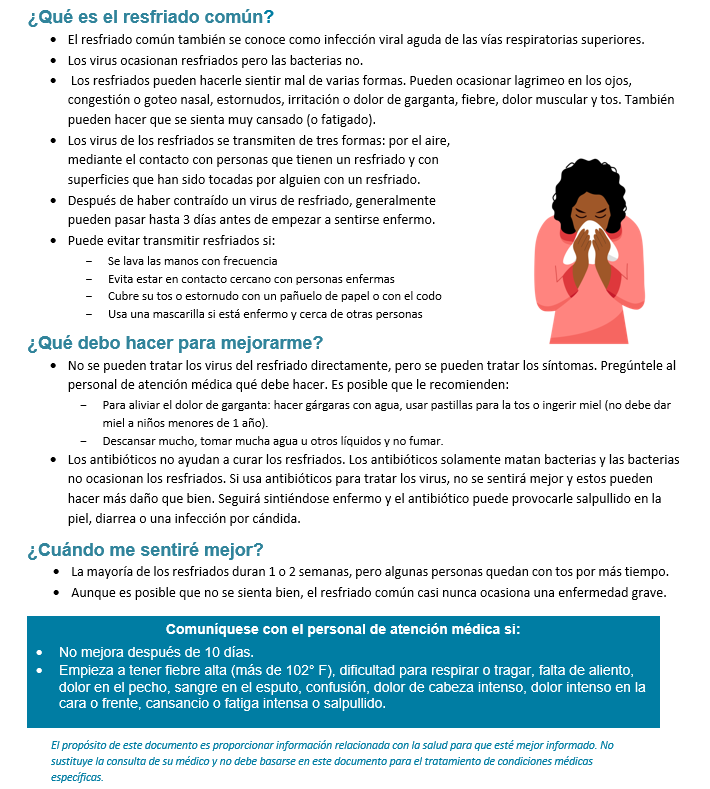 ¿Qué es el resfriado común?
• El resfriado común también se conoce como infección viral aguda de las vías respiratorias superiores.
• Los virus ocasionan resfriados pero las bacterias no.
• Los resfriados pueden hacerle sientir mal de varias formas. Pueden ocasionar lagrimeo en los ojos,
congestión o goteo nasal, estornudos, irritación o dolor de garganta, fiebre, dolor muscular y tos. También
pueden hacer que se sienta muy cansado (o fatigado).
• Los virus de los resfriados se transmiten de tres formas: por el aire,
mediante el contacto con personas que tienen un resfriado y con
superficies que han sido tocadas por alguien con un resfriado.
• Después de haber contraído un virus de resfriado, generalmente
pueden pasar hasta 3 días antes de empezar a sentirse enfermo.
• Puede evitar transmitir resfriados si:
– Se lava las manos con frecuencia
– Evita estar en contacto cercano con personas enfermas
– Cubre su tos o estornudo con un pañuelo de papel o con el codo
– Usa una mascarilla si está enfermo y cerca de otras personas
¿Qué debo hacer para mejorarme?
• No se pueden tratar los virus del resfriado directamente, pero se pueden tratar los síntomas. Pregúntele al
personal de atención médica qué debe hacer. Es posible que le recomienden:
– Para aliviar el dolor de garganta: hacer gárgaras con agua, usar pastillas para la tos o ingerir miel (no debe dar
miel a niños menores de 1 año).
– Descansar mucho, tomar mucha agua u otros líquidos y no fumar.
• Los antibióticos no ayudan a curar los resfriados. Los antibióticos solamente matan bacterias y las bacterias
no ocasionan los resfriados. Si usa antibióticos para tratar los virus, no se sentirá mejor y estos pueden
hacer más daño que bien. Seguirá sintiéndose enfermo y el antibiótico puede provocarle salpullido en la
piel, diarrea o una infección por cándida.
¿Cuándo me sentiré mejor?
• La mayoría de los resfriados duran 1 o 2 semanas, pero algunas personas quedan con tos por más tiempo.
• Aunque es posible que no se sienta bien, el resfriado común casi nunca ocasiona una enfermedad grave.
Comuníquese con el personal de atención médica si:
• No mejora después de 10 días.
• Empieza a tener fiebre alta (más de 102° F), dificultad para respirar o tragar, falta de aliento,
dolor en el pecho, sangre en el esputo, confusión, dolor de cabeza intenso, dolor intenso en la
cara o frente, cansancio o fatiga intensa o salpullido.
El propósito de este documento es proporcionar información relacionada con la salud para que esté mejor informado. No
sustituye la consulta de su médico y no debe basarse en este documento para el tratamiento de condiciones médicas
específicas.